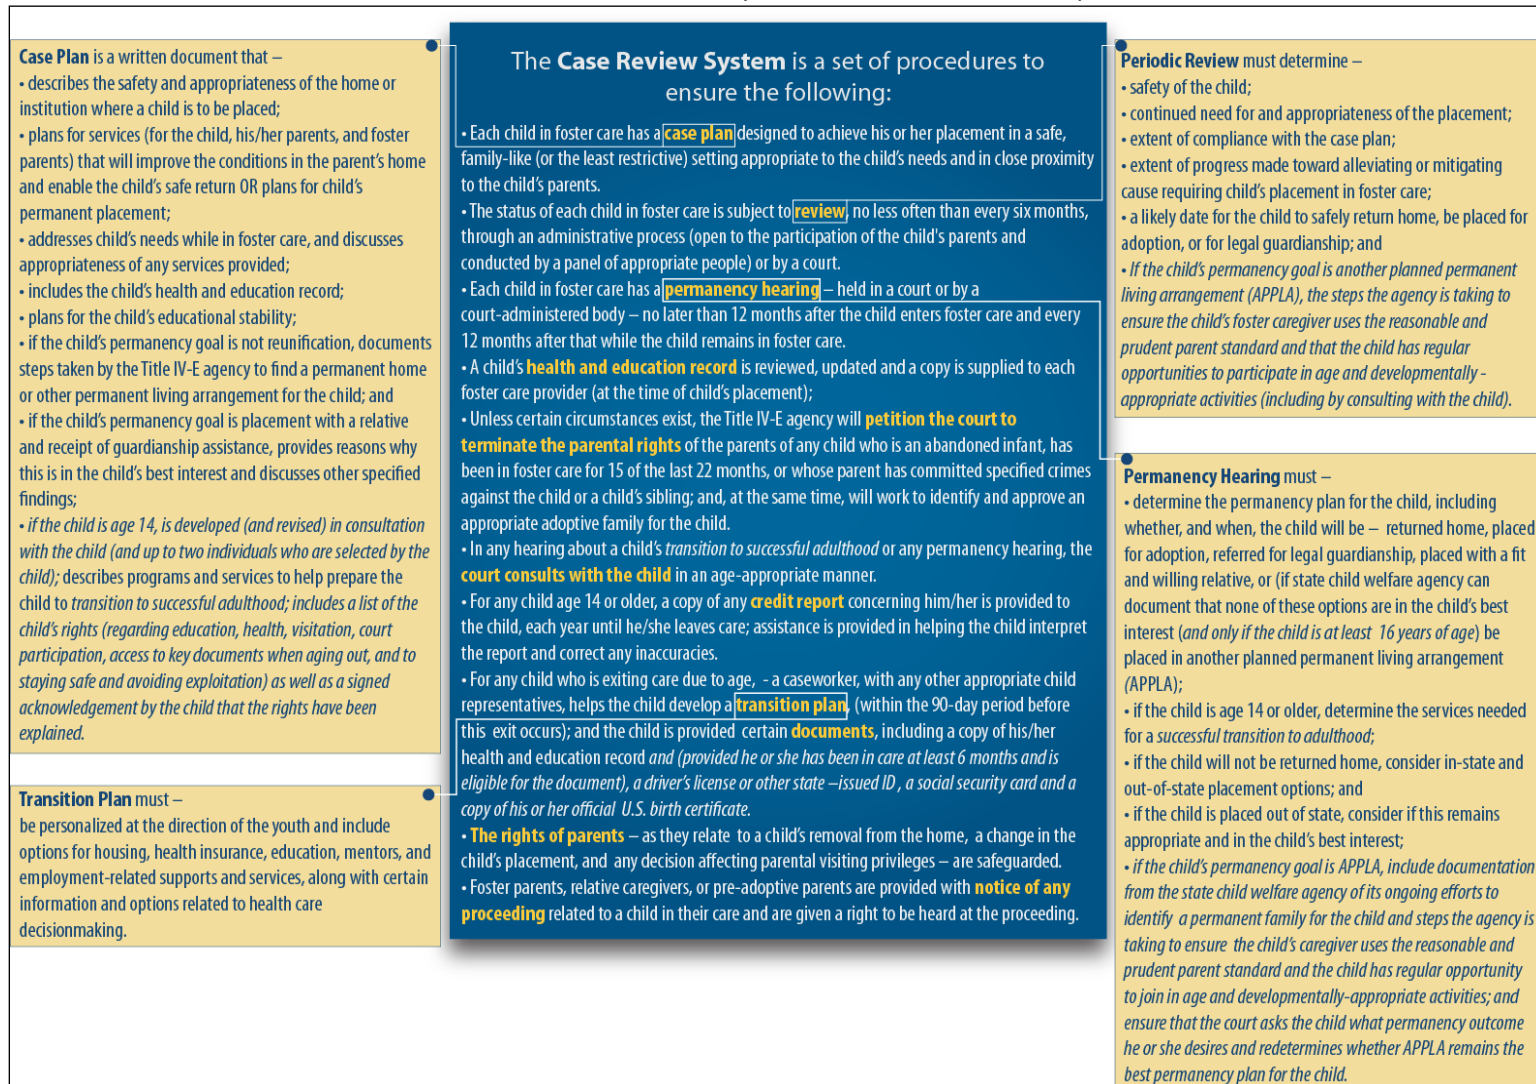 Case Plan is a written document that –
• describes the safety and appropriateness of the home or
institution where a child is to be placed;
• plans for services (for the child, his/her parents, and foster
parents) that will improve the conditions in the parent's home
and enable the child's safe return OR plans for child's
permanent placement;
• addresses child's needs while in foster care, and discusses
appropriateness of any services provided;
• includes the child's health and education record;
• plans for the child's educational stability;
• if the child's permanency goal is not reunification, documents
steps taken by the Title IV-E agency to find a permanent home
or other permanent living arrangement for the child; and
• if the child's permanency goal is placement with a relative
and receipt of guardianship assistance, provides reasons why
this is in the child's best interest and discusses other specified
findings;
• if the child is age 14, is developed (and revised) in consultation
with the child (and up to two individuals who are selected by the
child); describes programs and services to help prepare the
child to transition to successful adulthood; includes a list of the
child's rights (regarding education, health, visitation, court
participation, access to key documents when aging out, and to
staying safe and avoiding exploitation) as well as a signed
acknowledgement by the child that the rights have been
explained.
Transition Plan must –
be personalized at the direction of the youth and include
options for housing, health insurance, education, mentors, and
employment-related supports and services, along with certain
information and options related to health care
decisionmaking.
The Case Review System is a set of procedures to
ensure the following:
• Each child in foster care has a case plan designed to achieve his or her placement in a safe,
family-like (or the least restrictive) setting appropriate to the child's needs and in close proximity
to the child's parents.
• The status of each child in foster care is subject to review, no less often than every six months,
through an administrative process (open to the participation of the child's parents and
conducted by a panel of appropriate people) or by a court.
• Each child in foster care has a permanency hearing – held in a court or by a
court-administered body – no later than 12 months after the child enters foster care and every
12 months after that while the child remains in foster care.
• A child's health and education record is reviewed, updated and a copy is supplied to each
foster care provider (at the time of child's placement);
• Unless certain circumstances exist, the Title IV-E agency will petition the court to
terminate the parental rights of the parents of any child who is an abandoned infant, has
been in foster care for 15 of the last 22 months, or whose parent has committed specified crimes
against the child or a child's sibling; and, at the same time, will work to identify and approve an
appropriate adoptive family for the child.
• In any hearing about a child's transition to successful adulthood or any permanency hearing, the
court consults with the child in an age-appropriate manner.
• For any child age 14 or older, a copy of any credit report concerning him/her is provided to
the child, each year until he/she leaves care; assistance is provided in helping the child interpret
the report and correct any inaccuracies.
• For any child who is exiting care due to age, - a caseworker, with any other appropriate child
representatives, helps the child develop a transition plan, (within the 90-day period before
this exit occurs); and the child is provided certain documents, including a copy of his/her
health and education record and (provided he or she has been in care at least 6 months and is
eligible for the document), a driver's license or other state –issued ID , a social security card and a
copy of his or her official U.S. birth certificate.
• The rights of parents – as they relate to a child's removal from the home, a change in the
child's placement, and any decision affecting parental visiting privileges – are safeguarded.
• Foster parents, relative caregivers, or pre-adoptive parents are provided with notice of any
proceeding related to a child in their care and are given a right to be heard at the proceeding.
Periodic Review must determine –
• safety of the child;
• continued need for and appropriateness of the placement;
• extent of compliance with the case plan;
• extent of progress made toward alleviating or mitigating
cause requiring child's placement in foster care;
• a likely date for the child to safely return home, be placed for
adoption, or for legal guardianship; and
• If the child's permanency goal is another planned permanent
living arrangement (APPLA), the steps the agency is taking to
ensure the child's foster caregiver uses the reasonable and
prudent parent standard and that the child has regular
opportunities to participate in age and developmentally -
appropriate activities (including by consulting with the child).
Permanency Hearing must –
• determine the permanency plan for the child, including
whether, and when, the child will be – returned home, placed
for adoption, referred for legal guardianship, placed with a fit
and willing relative, or (if state child welfare agency can
document that none of these options are in the child's best
interest (and only if the child is at least 16 years of age) be
placed in another planned permanent living arrangement
(APPLA);
• if the child is age 14 or older, determine the services needed
for a successful transition to adulthood;
• if the child will not be returned home, consider in-state and
out-of-state placement options; and
• if the child is placed out of state, consider if this remains
appropriate and in the child's best interest;
• if the child's permanency goal is APPLA, include documentation
from the state child welfare agency of its ongoing efforts to
identify a permanent family for the child and steps the agency is
taking to ensure the child's caregiver uses the reasonable and
prudent parent standard and the child has regular opportunity
to join in age and developmentally-appropriate activities; and
ensure that the court asks the child what permanency outcome
he or she desires and redetermines whether APPLA remains the
best permanency plan for the child.